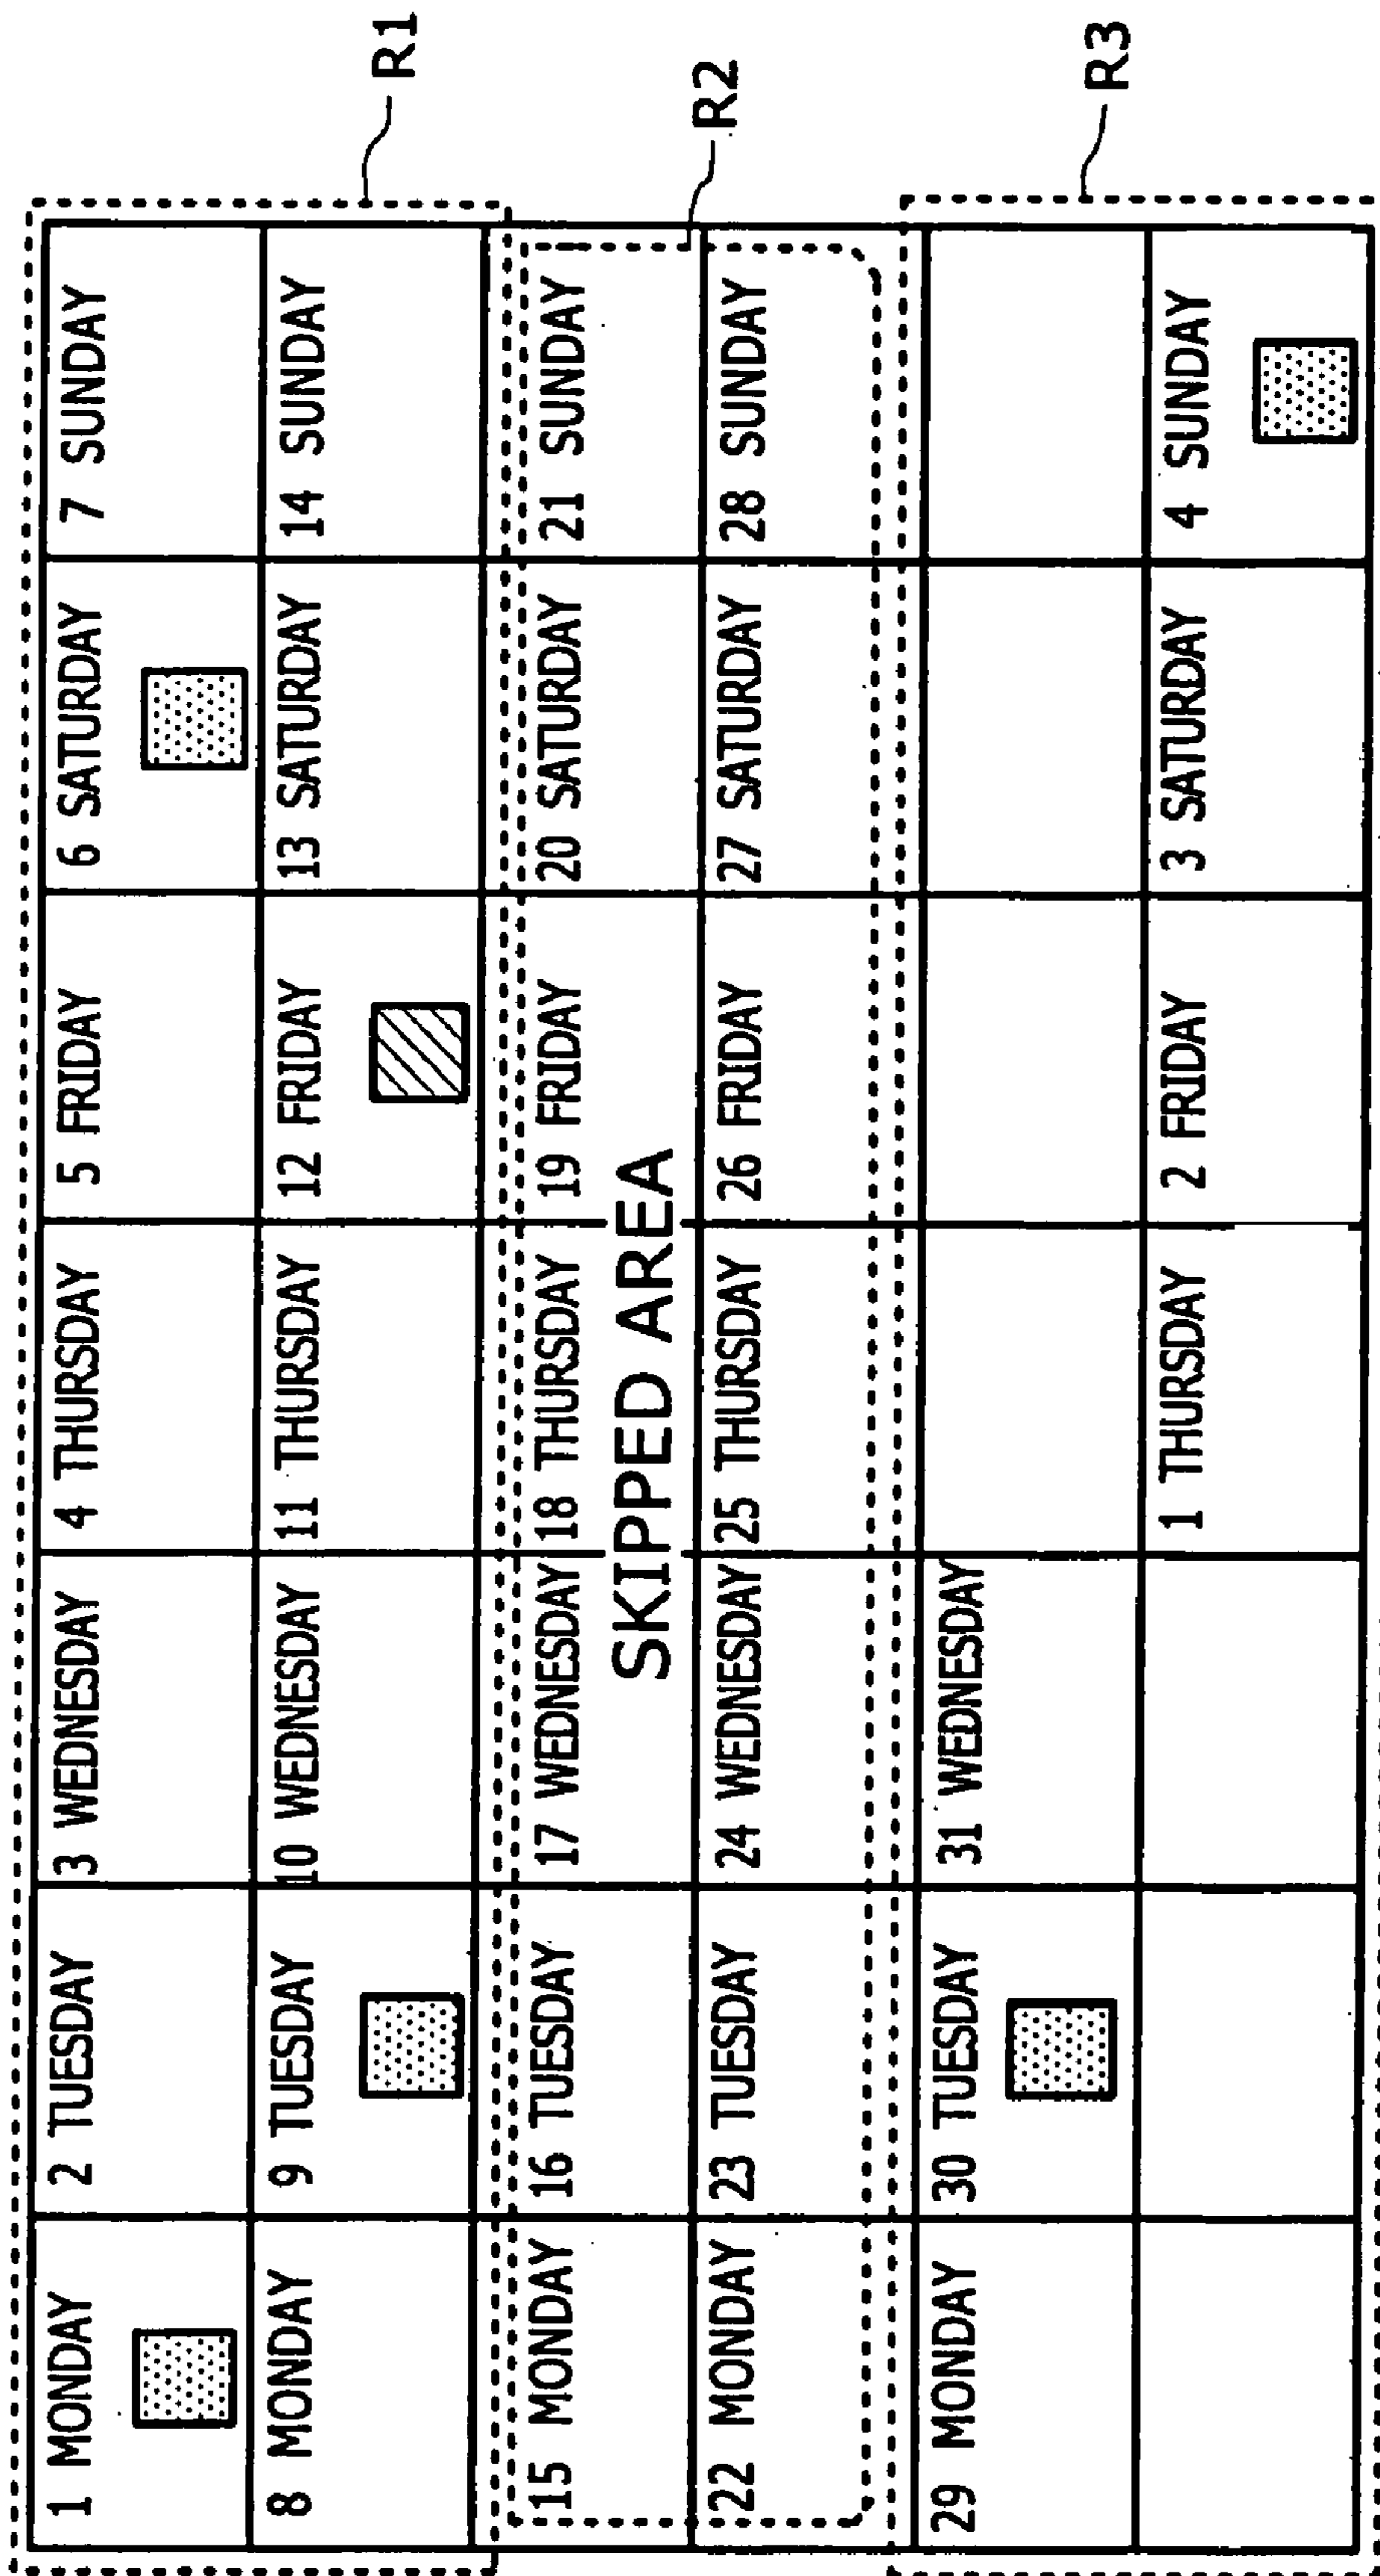 1 MONDAY 2 TUESDAY 3 WEDNESDAY 4 THURSDAY 5 FRIDAY 6 SATURDAY 7 SUNDAY
R1
8 MONDAY 9 TUESDAY 10 WEDNESDAY 11 THURSDAY 12 FRIDAY 13 SATURDAY 14 SUNDAY
15 MONDAY 16 TUESDAY 17 WEDNESDAY 18 THURSDAY 19 FRIDAY 20 SATURDAY 21 SUNDAY
SKIPPED AREA
R2
22 MONDAY 23 TUESDAY 24 WEDNESDAY 25 THURSDAY 26 FRIDAY 27 SATURDAY 28 SUNDAY
29 MONDAY 30 TUESDAY 31 WEDNESDAY
R3
1 THURSDAY 2 FRIDAY 3 SATURDAY 4 SUNDAY